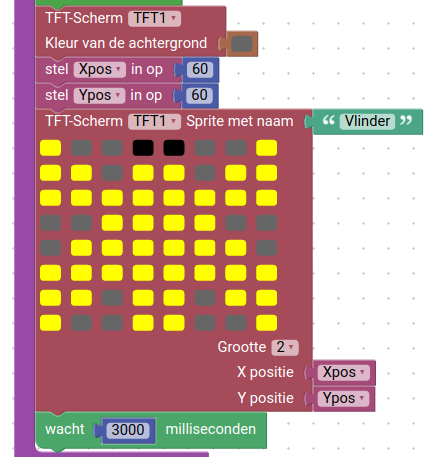 TFT-Scherm TFT1
Kleur van de achtergrond
stel Xpos in op 60
stel Ypos in op 60
TFT-Scherm TFT1 Sprite met naam “ Vlinder ”
Grootte 2
X positie Xpos
Y positie Ypos
wacht 3000 milliseconden